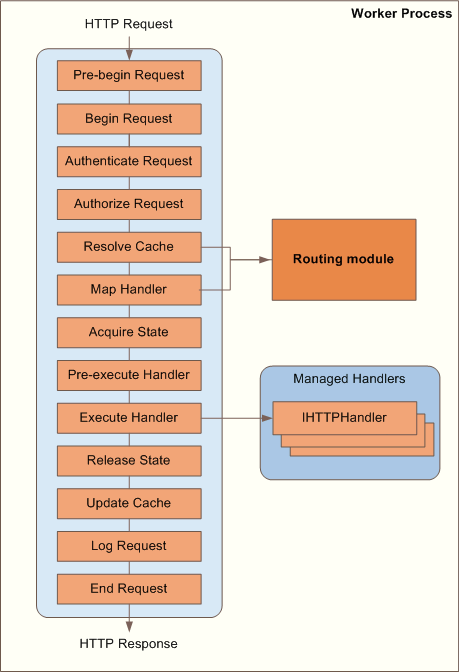 Worker Process
HTTP Request
Pre-begin Request
Begin Request
Authenticate Request
Authorize Request
Resolve Cache
Map Handler
Routing module
Acquire State
Pre-execute Handler
Managed Handlers
Execute Handler
IHTTPHandler
Release State
Update Cache
Log Request
End Request
HTTP Response